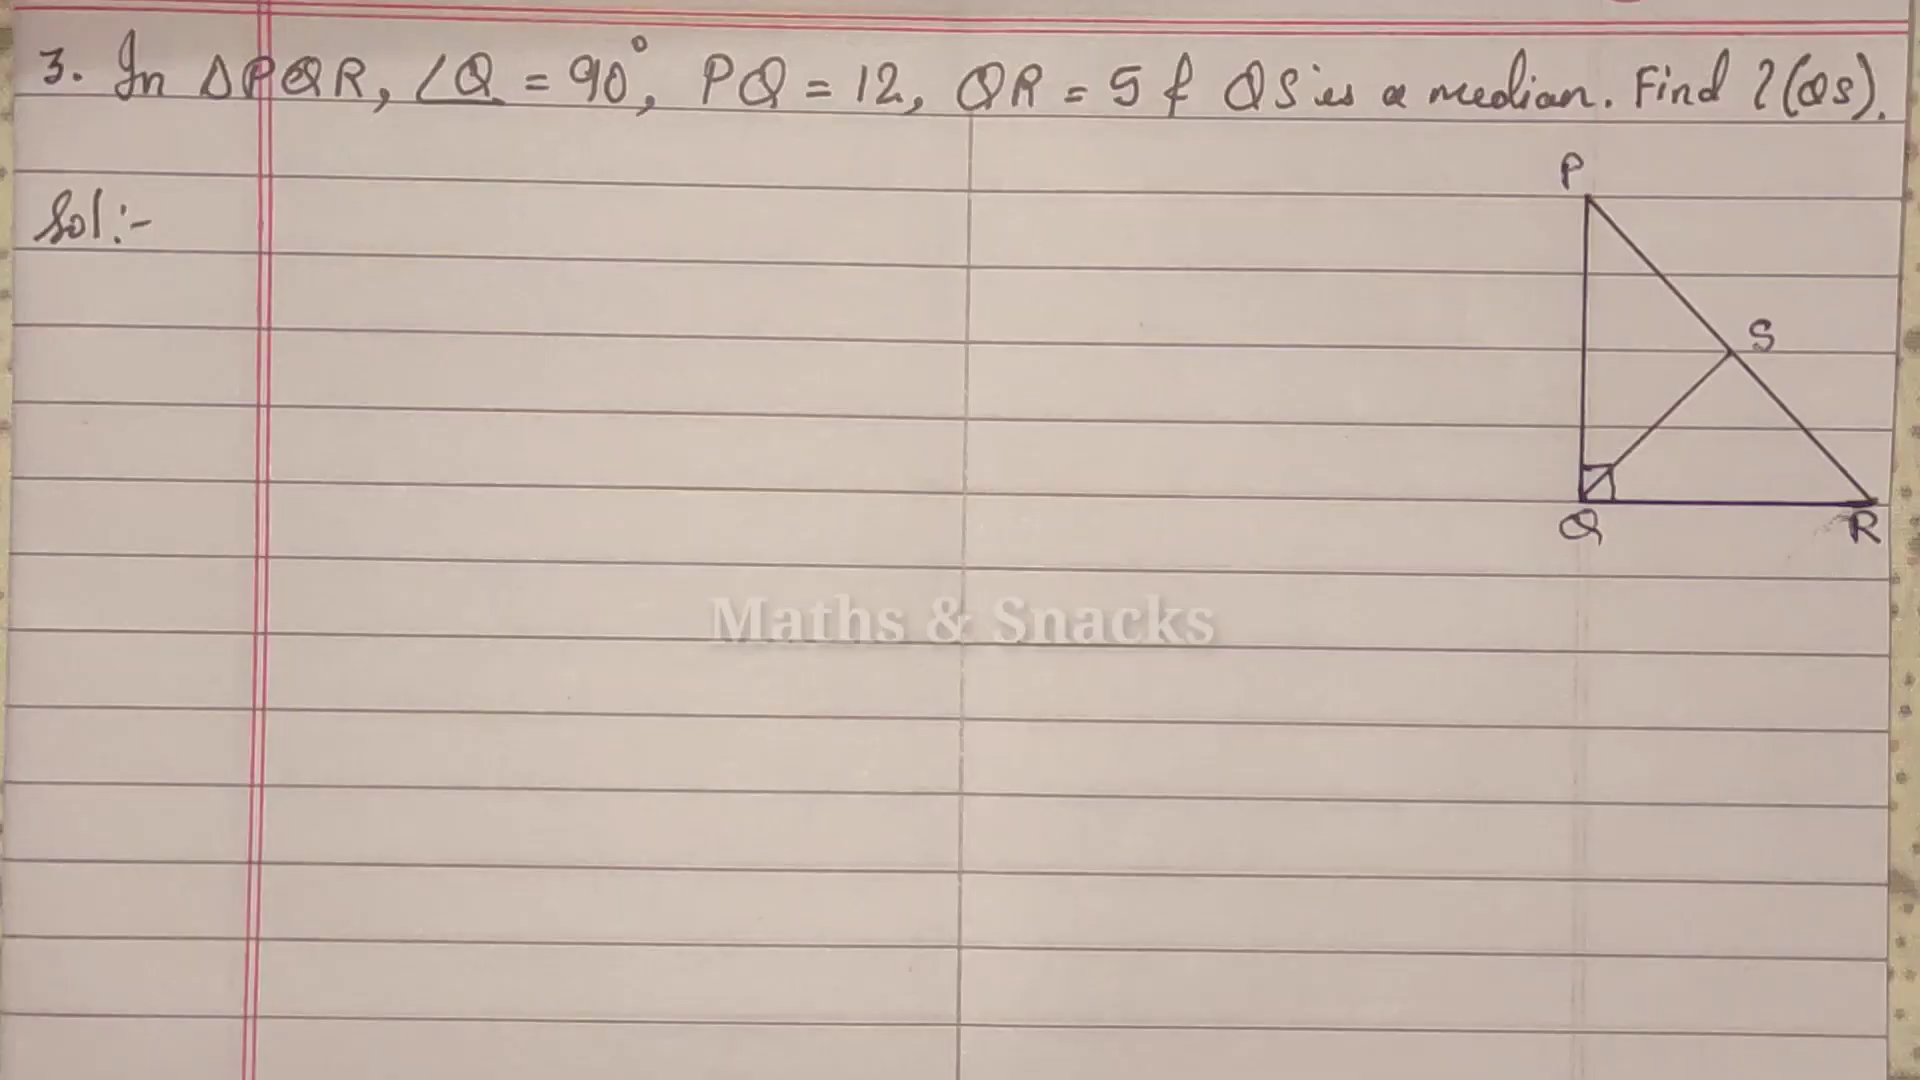 3. In ΔPQR, ∠Q = 90°, PQ = 12, QR = 5 & QS is a median. Find l(QS).
P
Sol:-
S
Q
R
Maths & Snacks